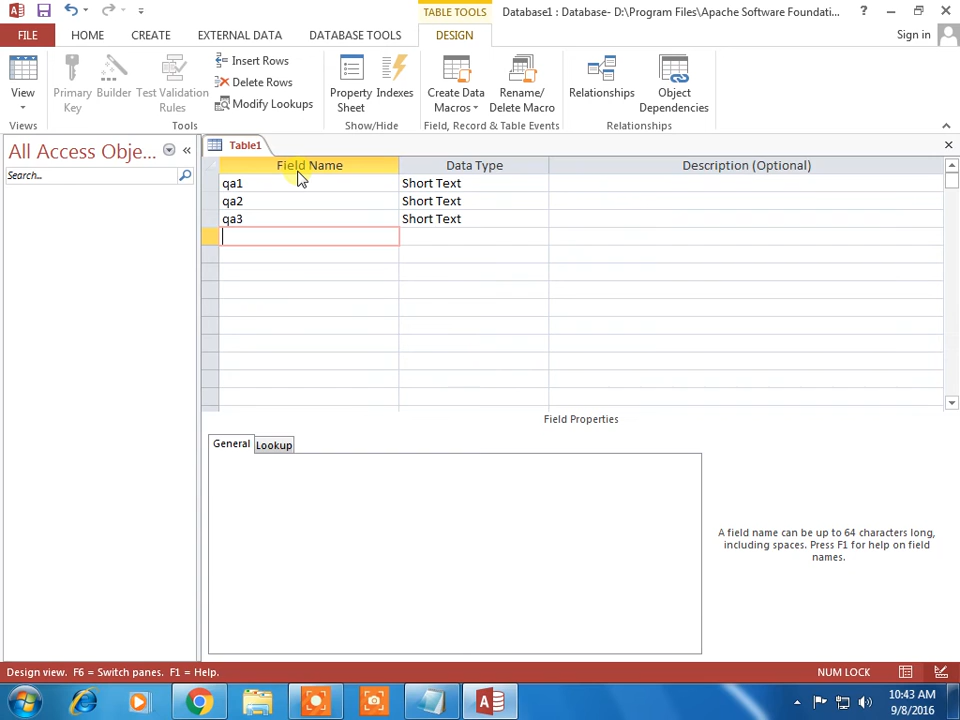 TABLE TOOLS
Database1 : Database- D:\Program Files\Apache Software Foundati...
FILE
HOME
CREATE
EXTERNAL DATA
DATABASE TOOLS
DESIGN
Sign in
View
Primary Key
Builder
Test Validation Rules
Insert Rows
Delete Rows
Modify Lookups
Property Sheet
Indexes
Create Data Macros
Rename/ Delete Macro
Relationships
Object Dependencies
Views
Tools
Show/Hide
Field, Record & Table Events
Relationships
All Access Obje...
Search...
Table1
Field Name
Data Type
Description (Optional)
qa1
Short Text
qa2
Short Text
qa3
Short Text
Field Properties
General
Lookup
A field name can be up to 64 characters long,
including spaces. Press F1 for help on field
names.
Design view.  F6 = Switch panes.  F1 = Help.
NUM LOCK
10:43 AM
9/8/2016